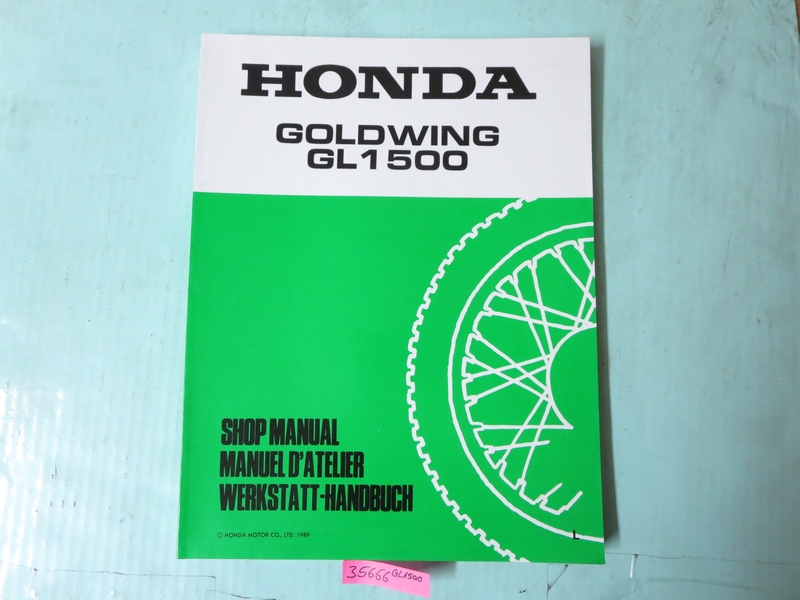 HONDA
GOLDWING
GL1500
SHOP MANUAL
MANUEL D'ATELIER
WERKSTATT-HANDBUCH
© HONDA MOTOR CO., LTD. 1989
L
35666 GL1500